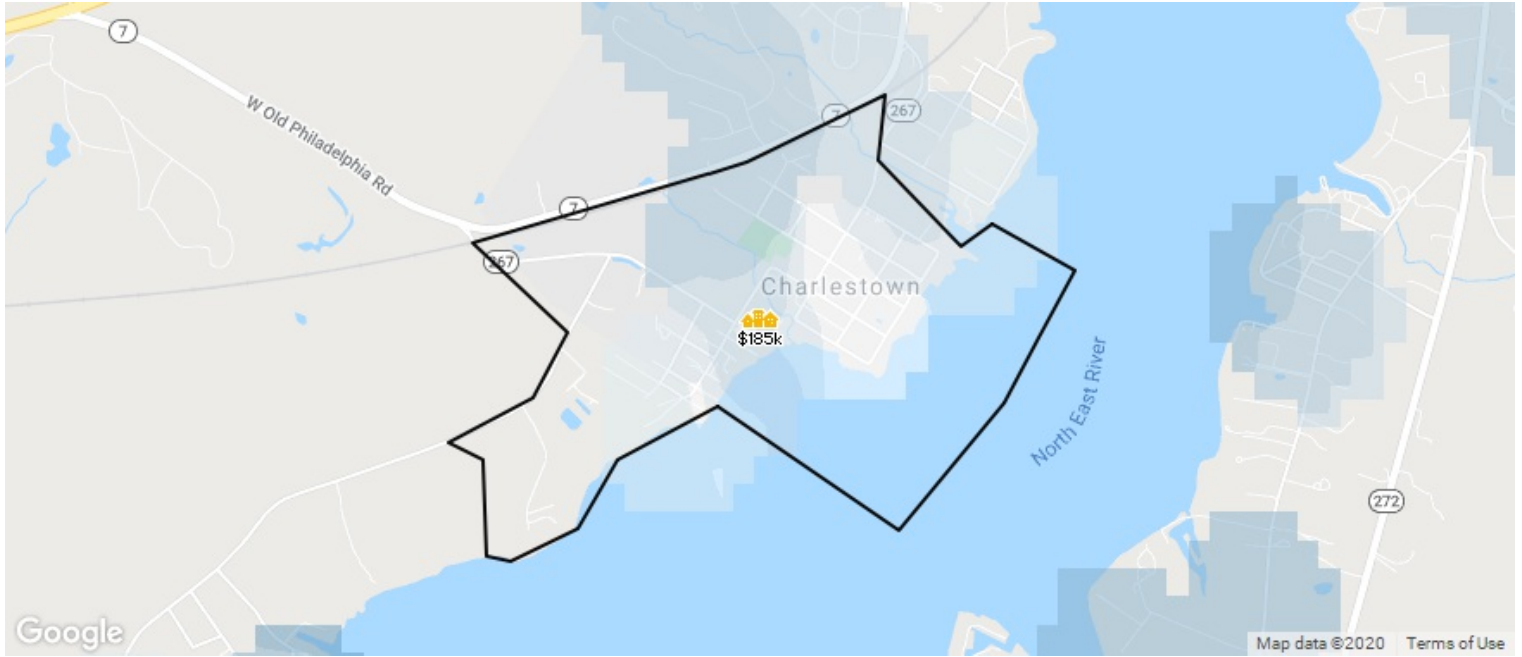 7
W Old Philadelphia Rd
7
267
7
267
Charlestown
$185k
North East River
272
Google
Map data ©2020 Terms of Use